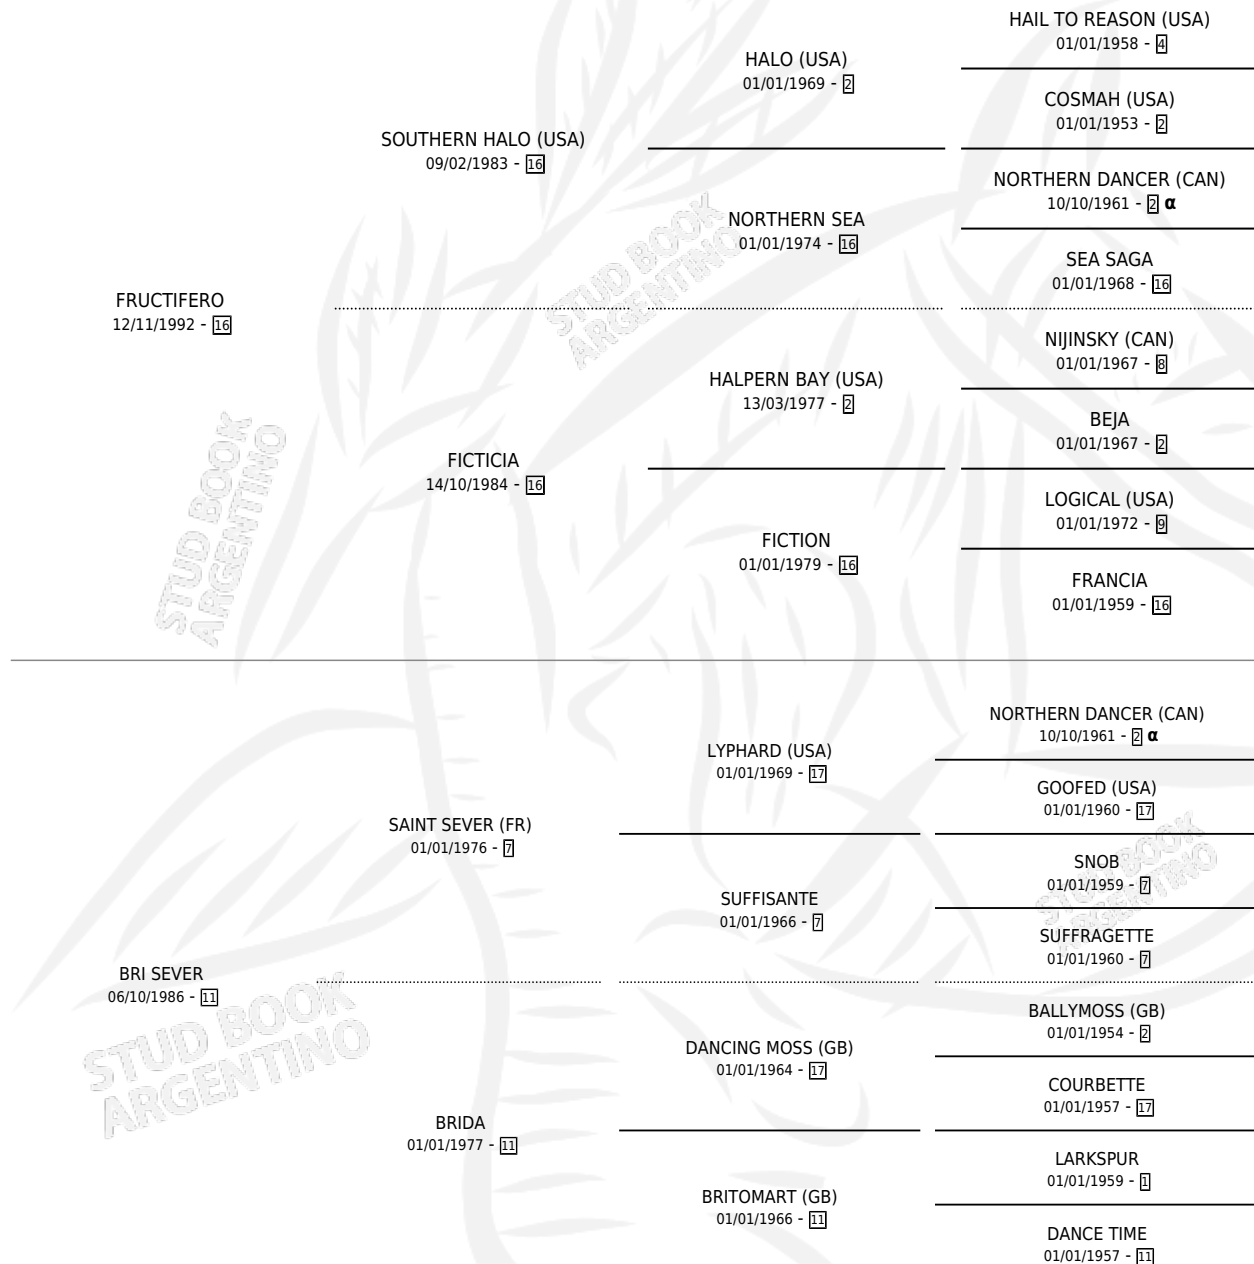 HAIL TO REASON (USA)
01/01/1958 - 4
HALO (USA)
01/01/1969 - 2
COSMAH (USA)
01/01/1953 - 2
SOUTHERN HALO (USA)
09/02/1983 - 16
NORTHERN DANCER (CAN)
10/10/1961 - 2 α
NORTHERN SEA
01/01/1974 - 16
SEA SAGA
01/01/1968 - 16
FRUCTIFERO
12/11/1992 - 16
NIJINSKY (CAN)
01/01/1967 - 8
HALPERN BAY (USA)
13/03/1977 - 2
BEJA
01/01/1967 - 2
FICTICIA
14/10/1984 - 16
LOGICAL (USA)
01/01/1972 - 9
FICTION
01/01/1979 - 16
FRANCIA
01/01/1959 - 16
NORTHERN DANCER (CAN)
10/10/1961 - 2 α
LYPHARD (USA)
01/01/1969 - 17
GOOFED (USA)
01/01/1960 - 17
SAINT SEVER (FR)
01/01/1976 - 7
SNOB
01/01/1959 - 7
SUFFISANTE
01/01/1966 - 7
SUFFRAGETTE
01/01/1960 - 7
BRI SEVER
06/10/1986 - 11
BALLYMOSS (GB)
01/01/1954 - 2
DANCING MOSS (GB)
01/01/1964 - 17
COURBETTE
01/01/1957 - 17
BRIDA
01/01/1977 - 11
LARKSPUR
01/01/1959 - 1
BRITOMART (GB)
01/01/1966 - 11
DANCE TIME
01/01/1957 - 11
STUD BOOK
ARGENTINO
STUD BOOK
ARGENTINO
STUD BOOK
ARGENTINO
STUD BOOK
ARGENTINO